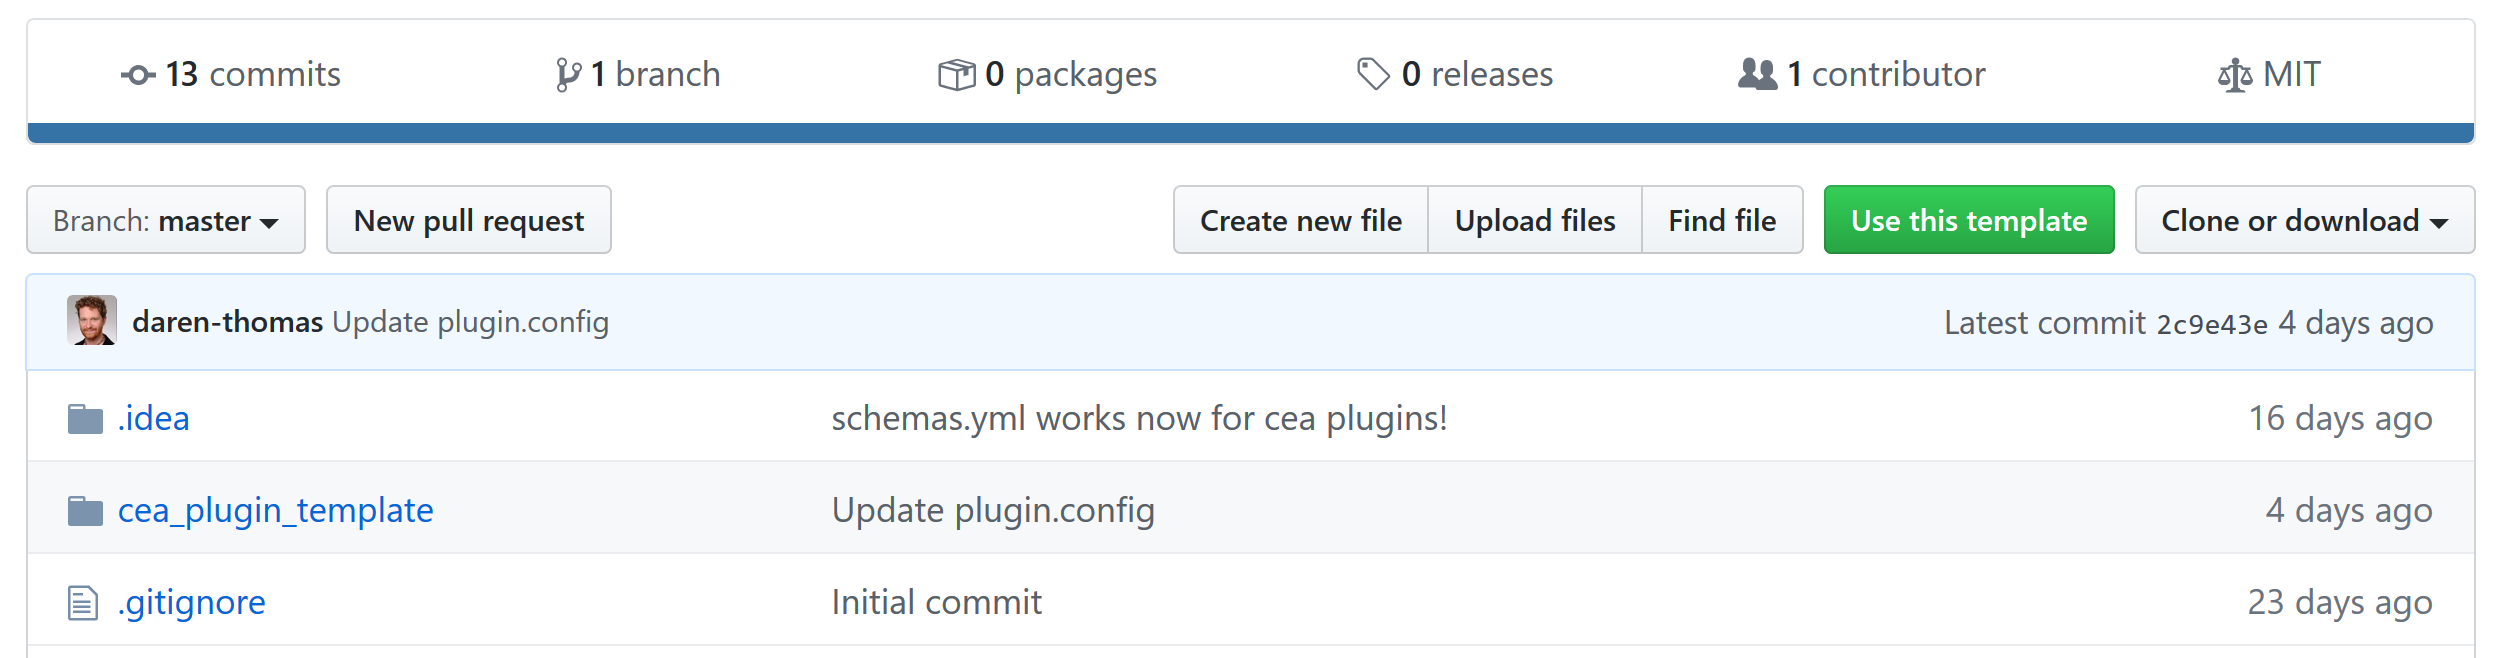 13 commits 1 branch 0 packages 0 releases 1 contributor MIT
Branch: master New pull request Create new file Upload files Find file Use this template Clone or download
daren-thomas Update plugin.config Latest commit 2c9e43e 4 days ago
.idea schemas.yml works now for cea plugins! 16 days ago
cea_plugin_template Update plugin.config 4 days ago
.gitignore Initial commit 23 days ago